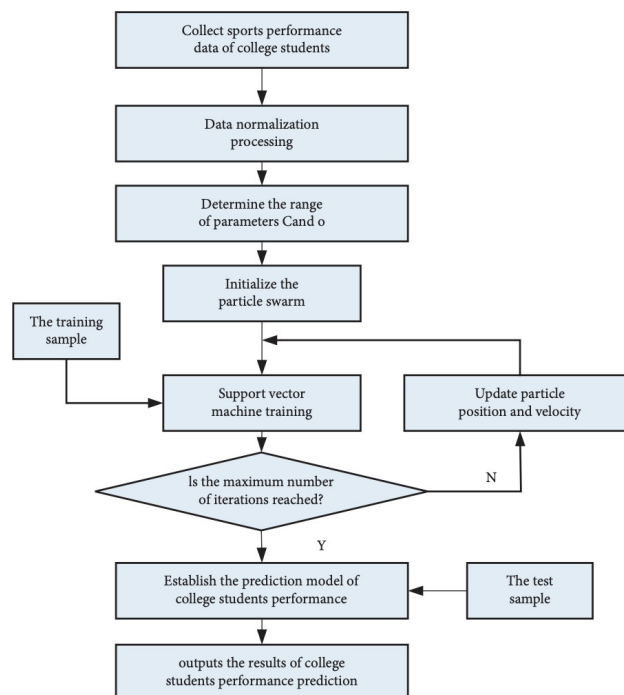 Collect sports performance
data of college students
Data normalization
processing
Determine the range
of parameters Cand o
Initialize the
particle swarm
The training
sample
Support vector
machine training
Update particle
position and velocity
Is the maximum number
of iterations reached?
N
Y
Establish the prediction model of
college students performance
The test
sample
outputs the results of college
students performance prediction